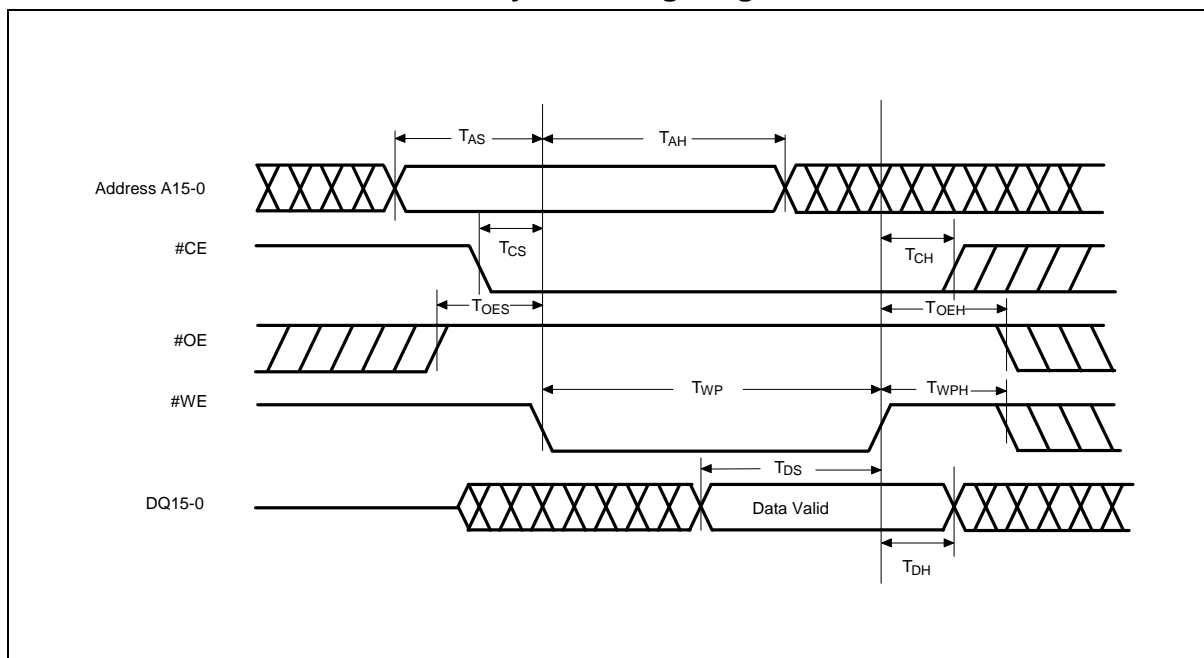 TAS
TAH
Address A15-0
#CE
TCS
TCH
TOES
TOEH
#OE
TWP
TWPH
#WE
TDS
DQ15-0
Data Valid
TDH